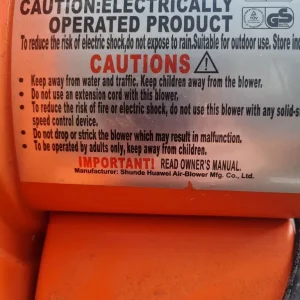 CAUTION:ELECTRICALLY
OPERATED PRODUCT
To reduce the risk of electric shock,do not expose to rain.Suitable for outdoor use. Store ind
CAUTIONS
• Keep away from water and traffic. Keep children away from the blower.
• Do not use an extension cord with this blower.
• To reduce the risk of fire or electric shock, do not use this blower with any solid-s
speed control device.
• Do not drop or strick the blower which may result in malfunction.
• To be operated by adults only, keep away from children.
IMPORTANT! READ OWNER'S MANUAL.
Manufacturer: Shunde Huawei Air-Blower Mfg. Co., Ltd.